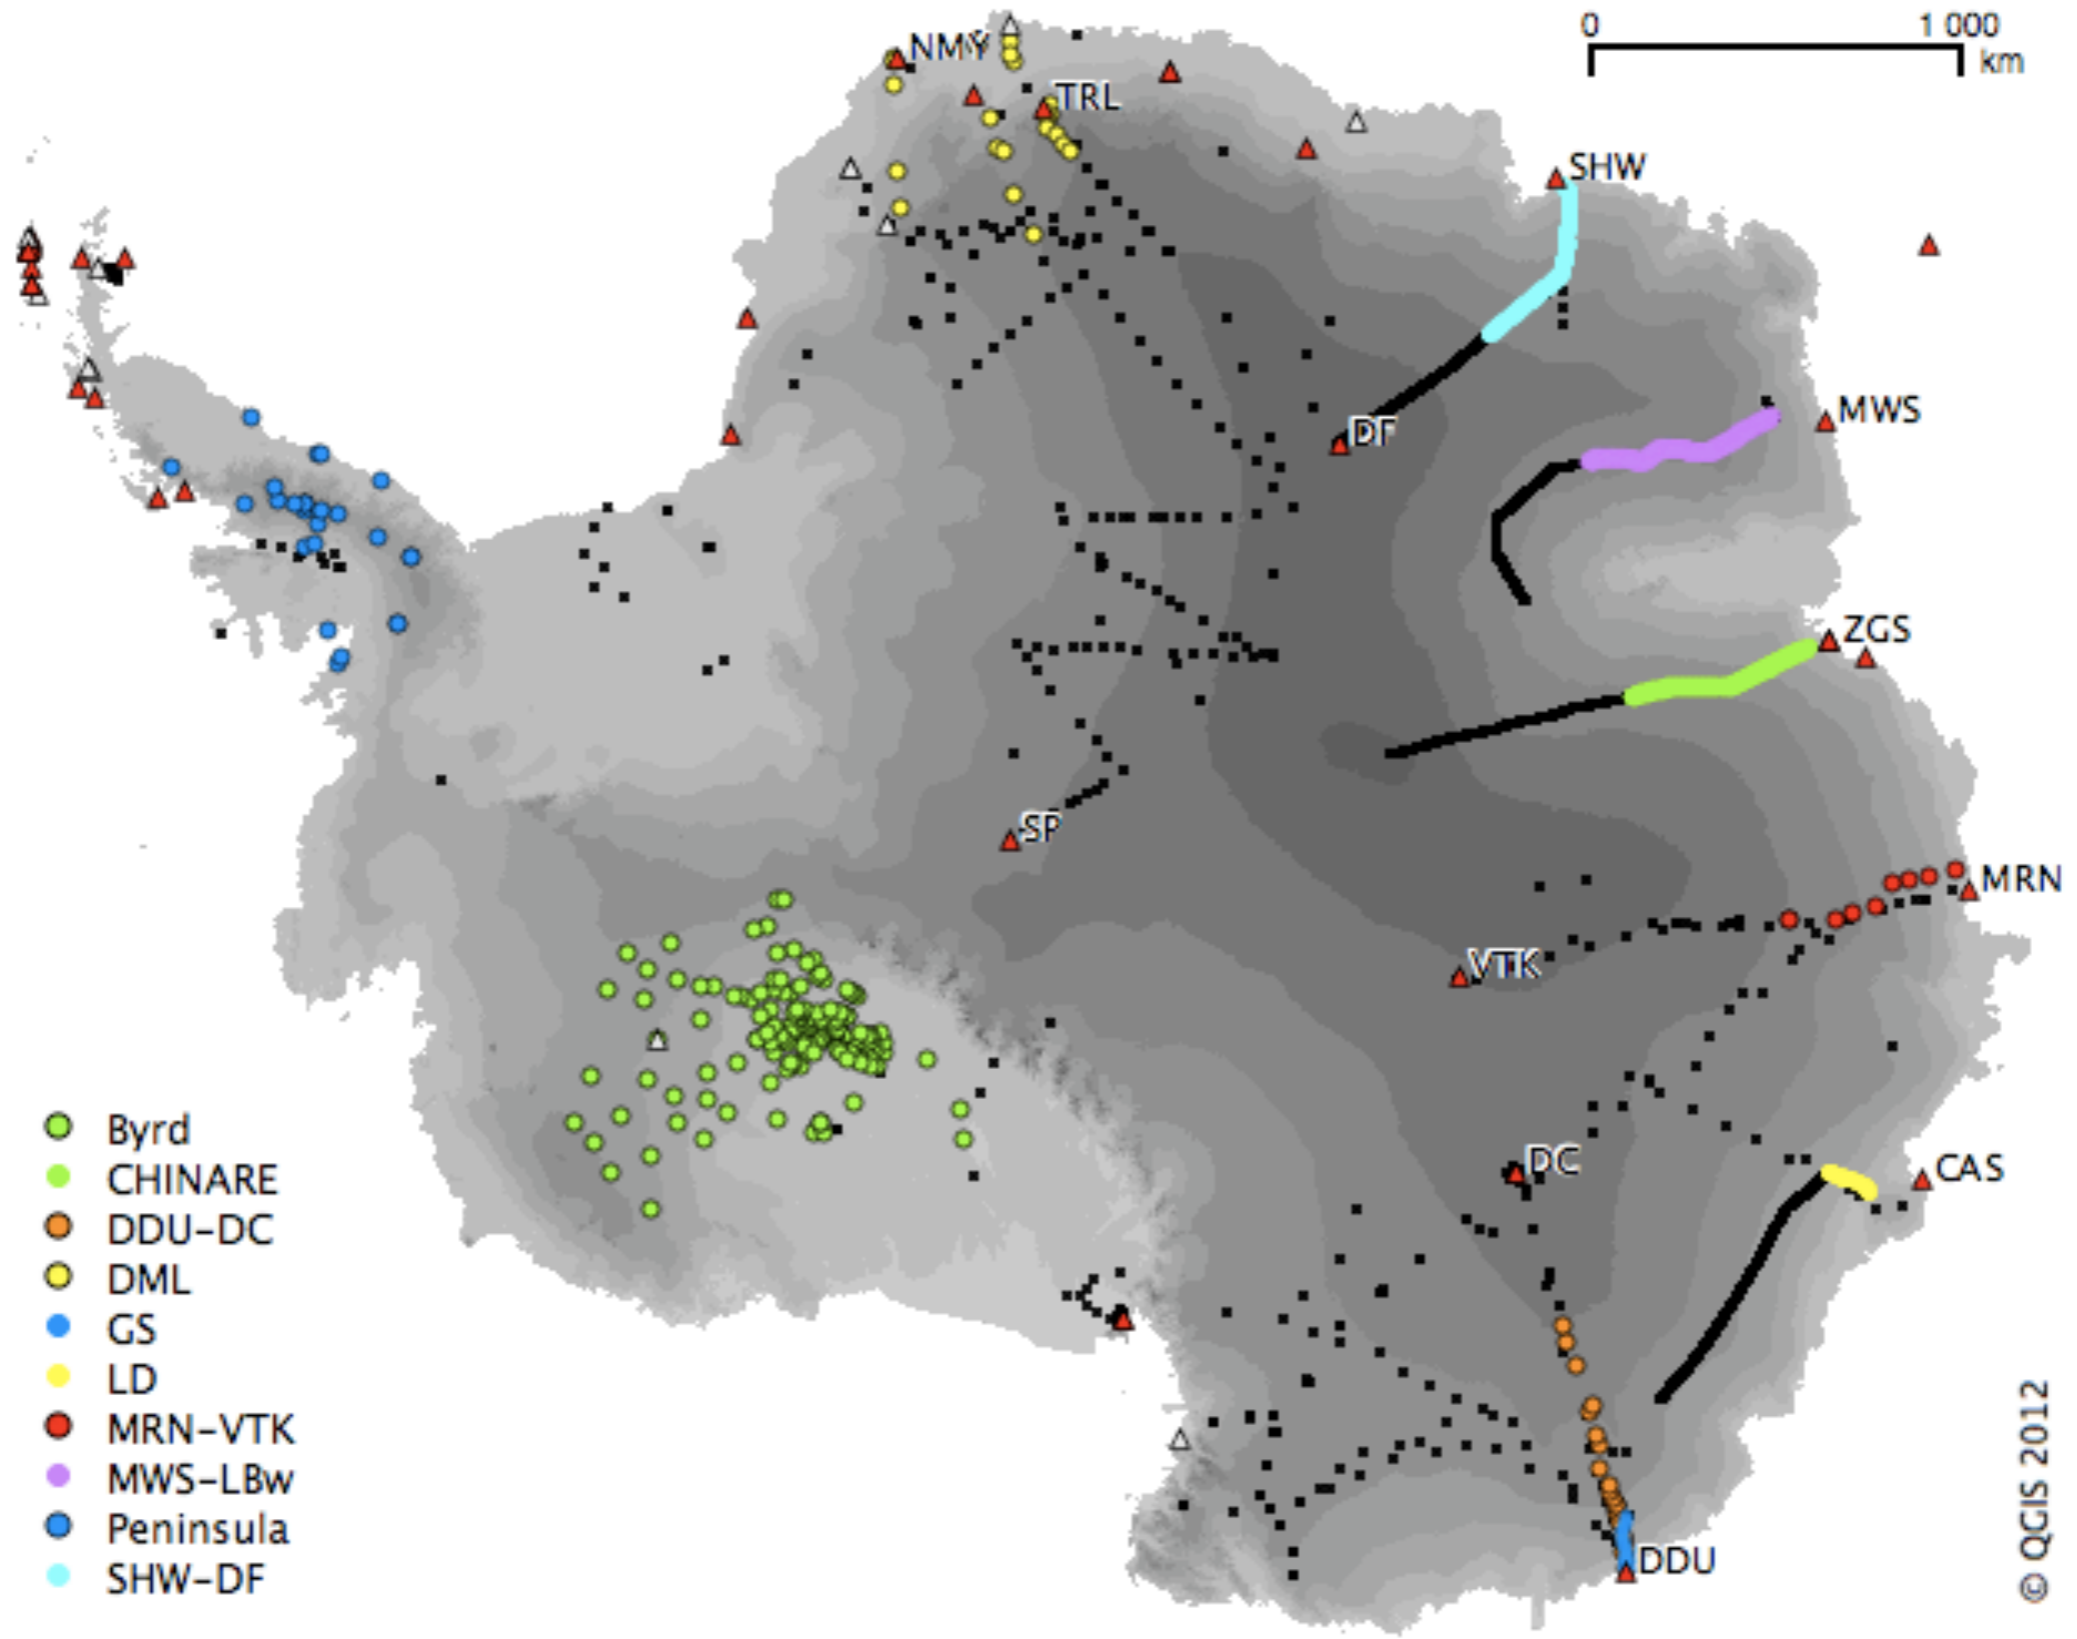 0 1 000
km
NMY
TRL
SHW
DF
MWS
ZGS
SP
MRN
VTK
DC
CAS
DDU
Byrd
CHINARE
DDU-DC
DML
GS
LD
MRN-VTK
MWS-LBw
Peninsula
SHW-DF
© QGIS 2012